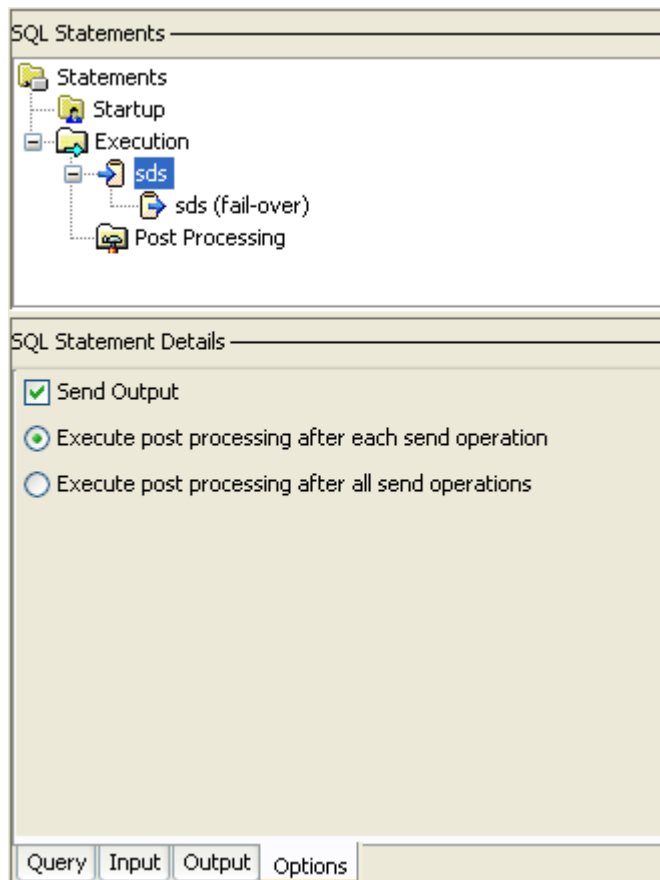 SQL Statements
Statements
Startup
Execution
sds
sds (fail-over)
Post Processing
SQL Statement Details
Send Output
Execute post processing after each send operation
Execute post processing after all send operations
Query Input Output Options